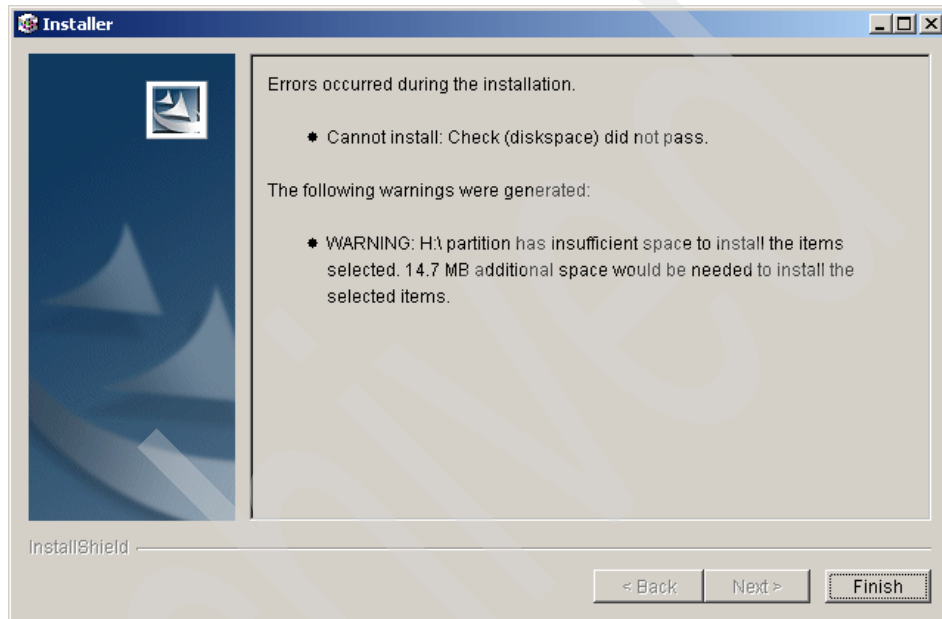 Installer
Errors occurred during the installation.
Cannot install: Check (diskspace) did not pass.
The following warnings were generated:
WARNING: H:\ partition has insufficient space to install the items
selected. 14.7 MB additional space would be needed to install the
selected items.
InstallShield
< Back Next > Finish